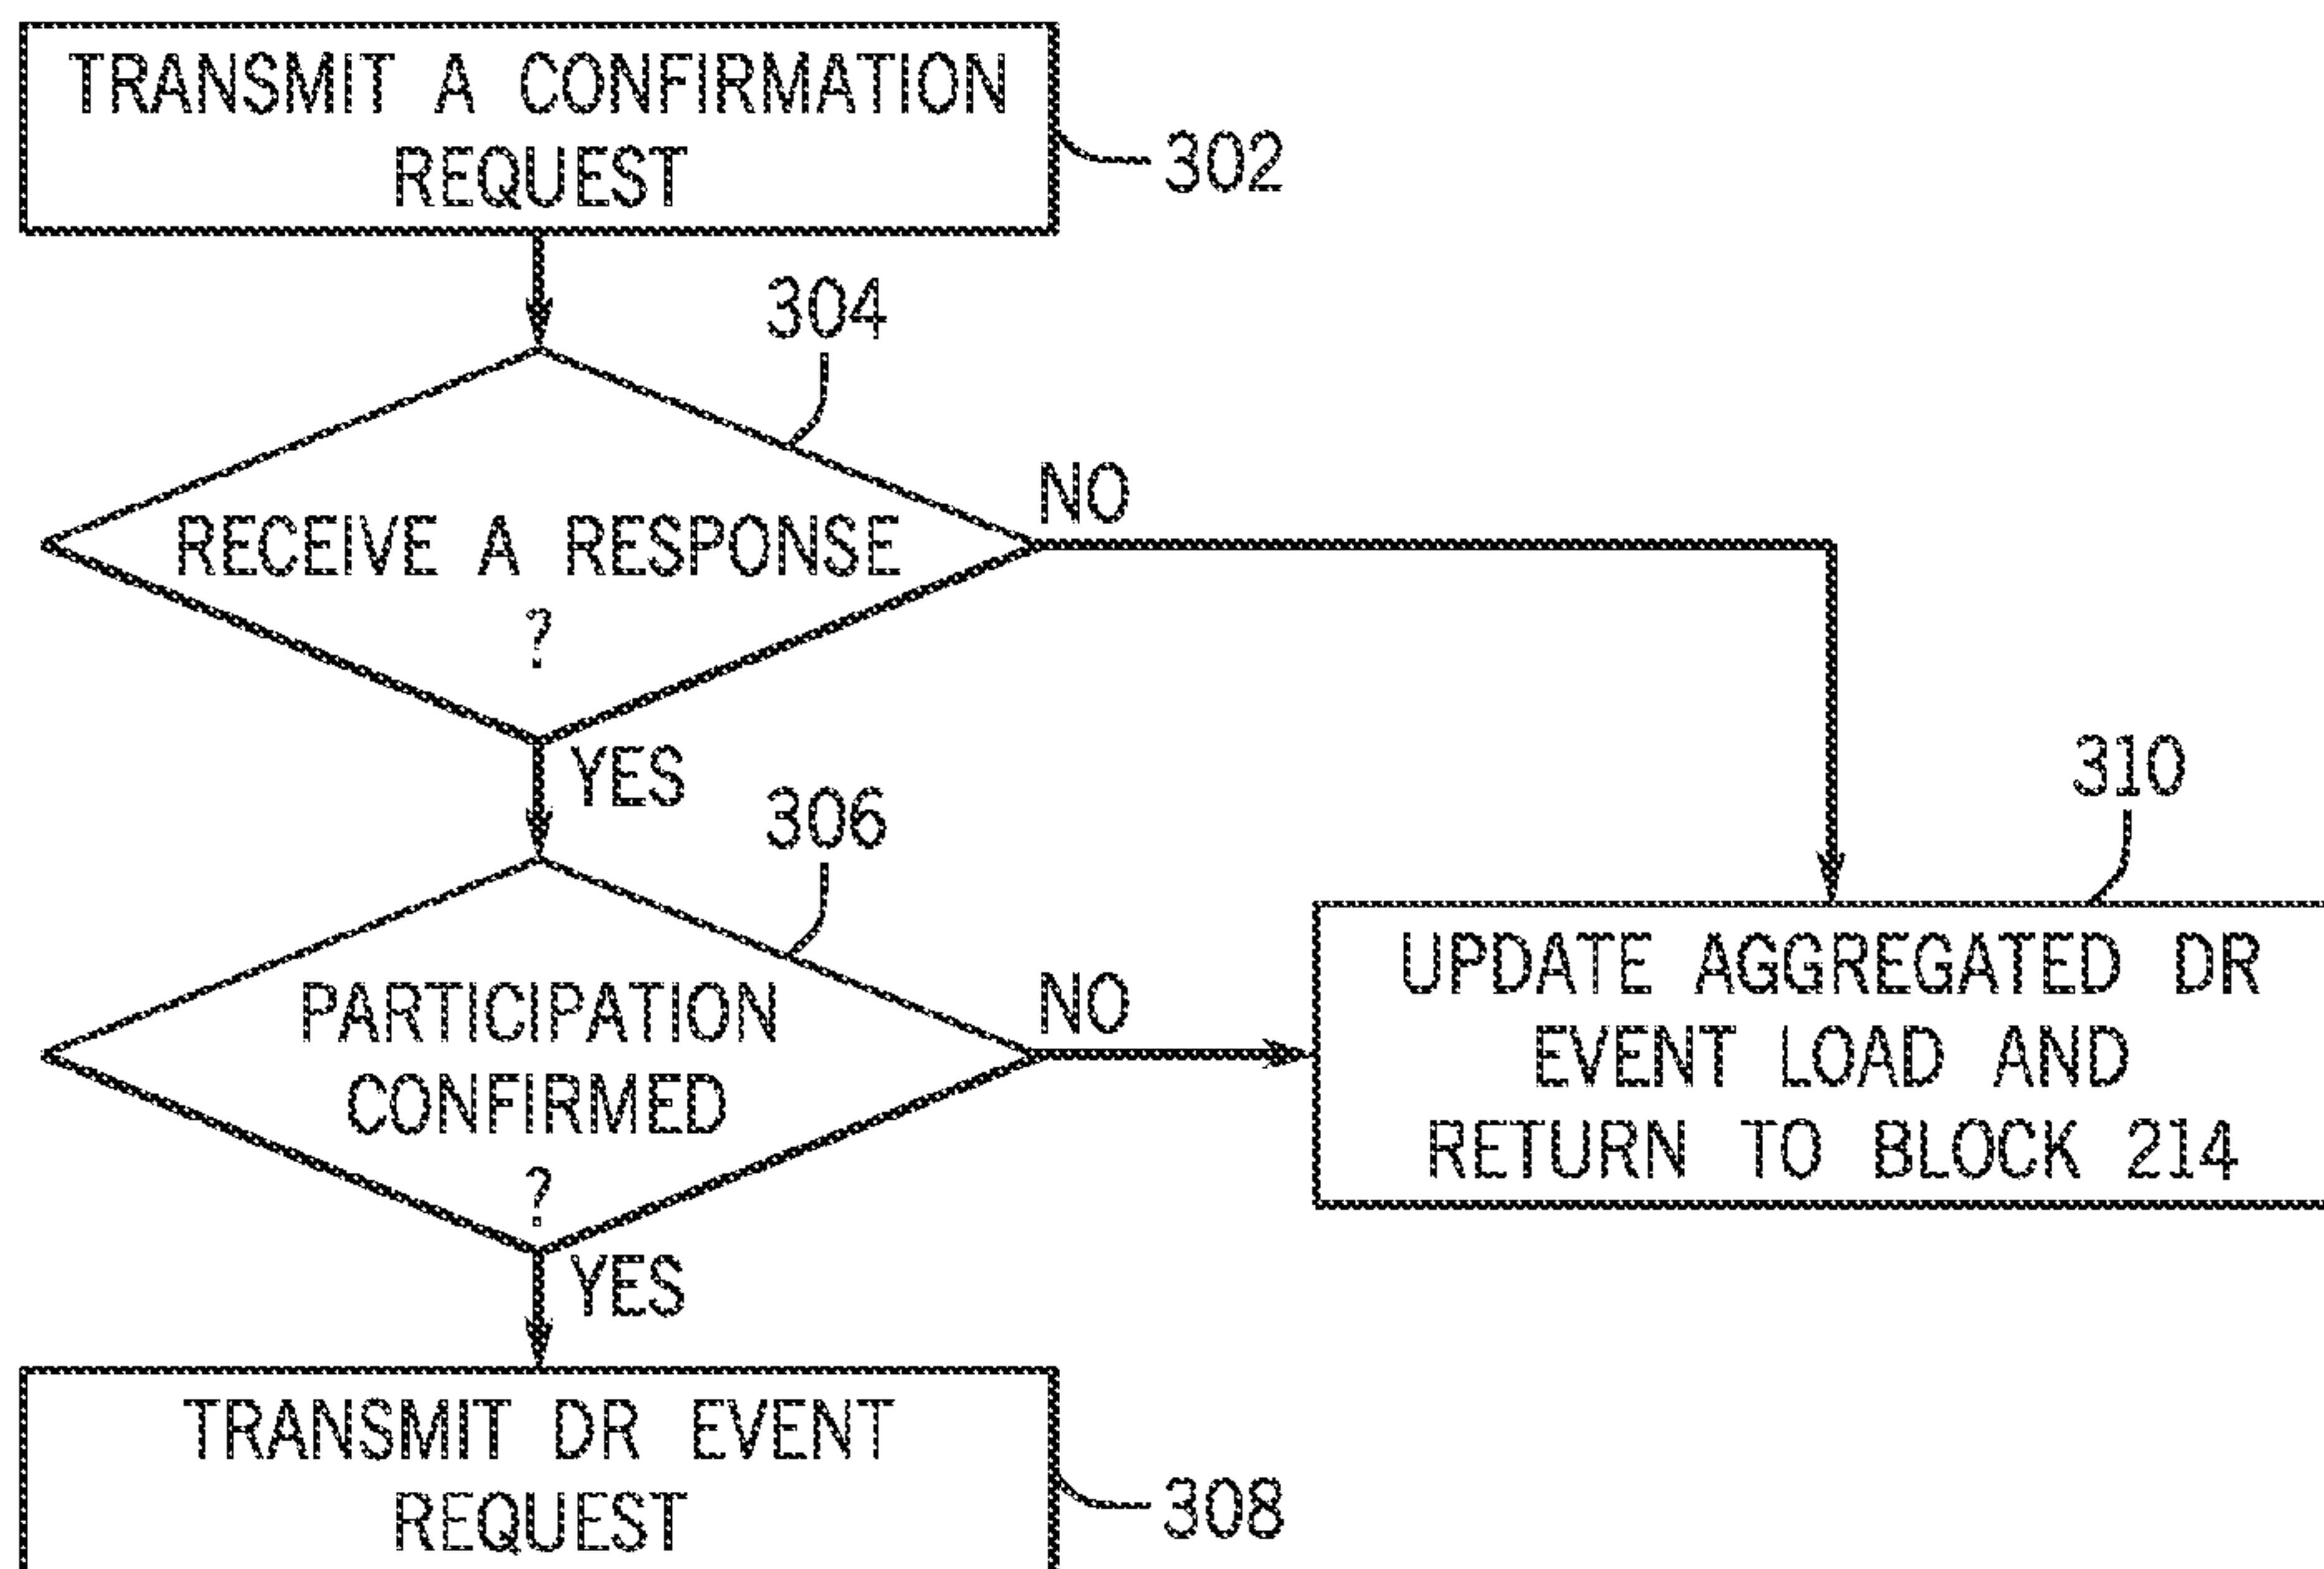 TRANSMIT A CONFIRMATION
REQUEST
302
304
RECEIVE A RESPONSE
?
NO
YES
306
PARTICIPATION
CONFIRMED
?
NO
YES
310
UPDATE AGGREGATED DR
EVENT LOAD AND
RETURN TO BLOCK 214
TRANSMIT DR EVENT
REQUEST
308